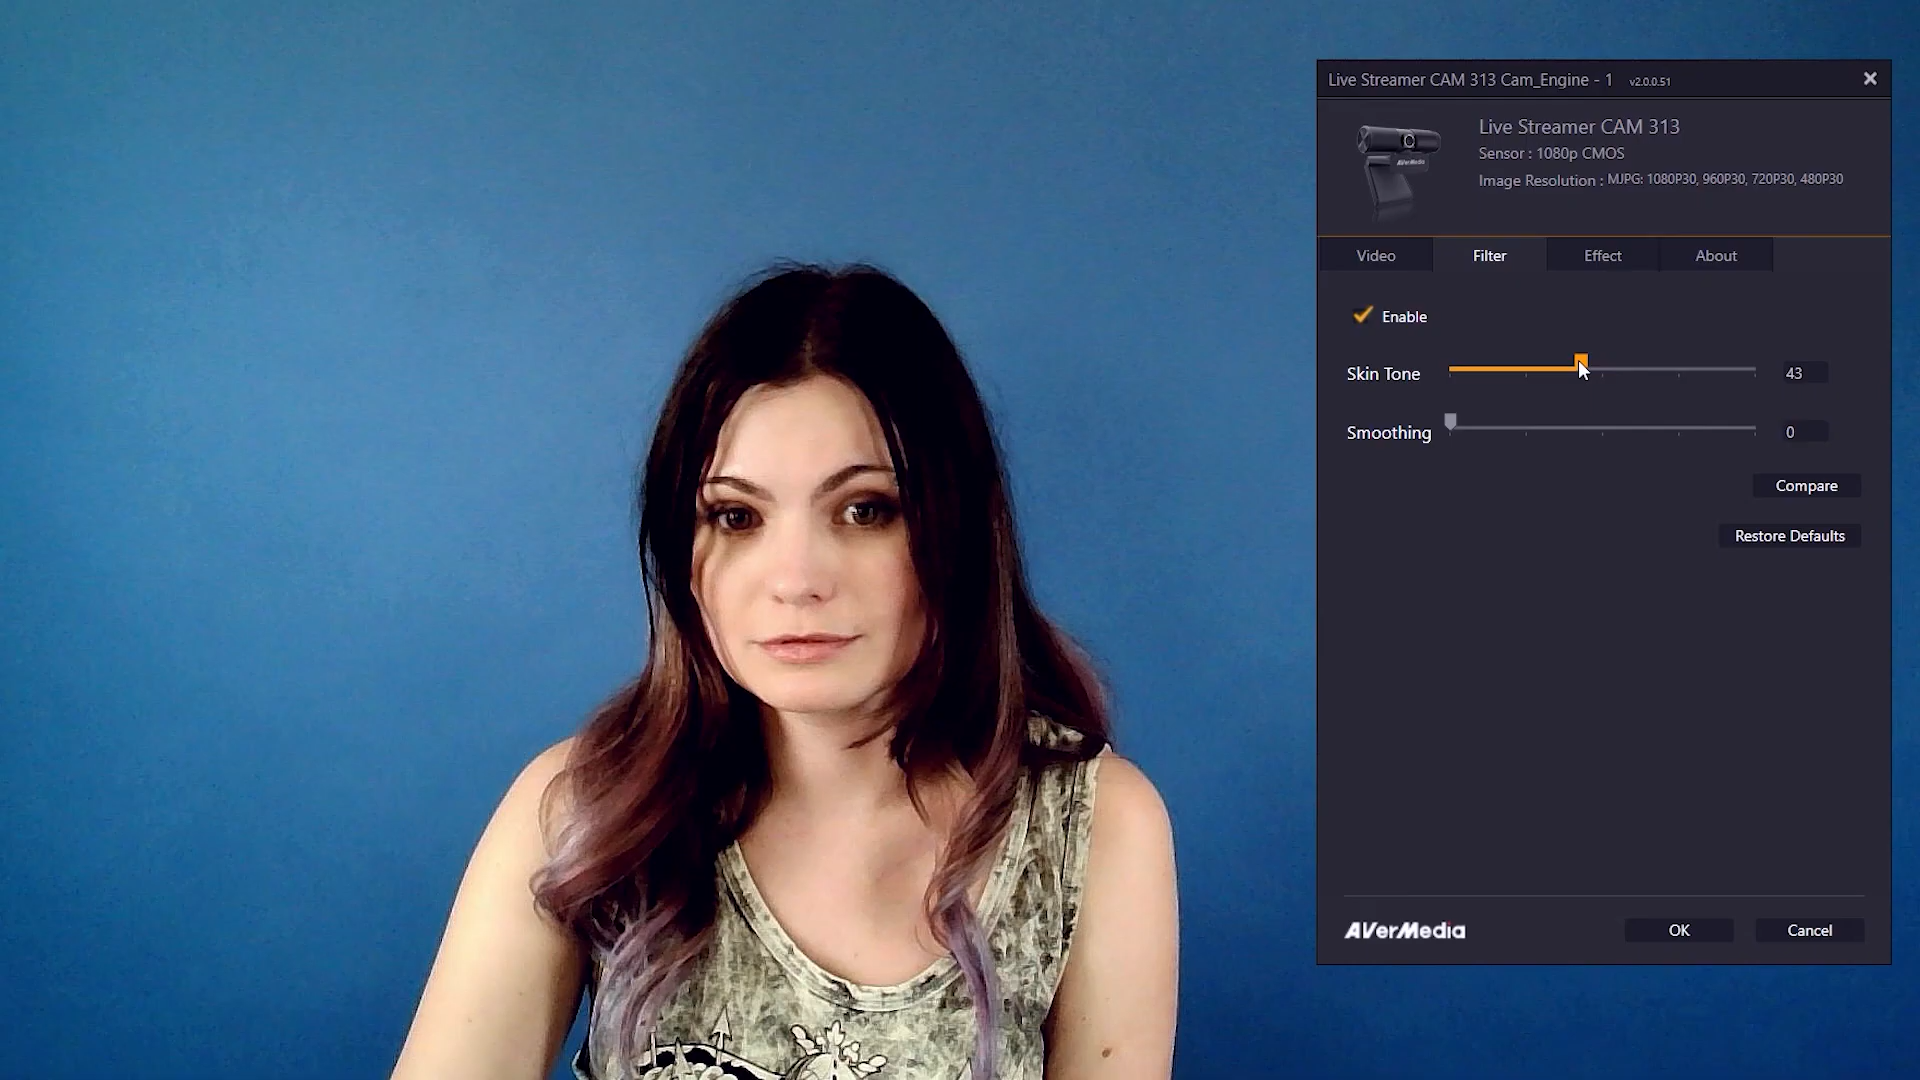 Live Streamer CAM 313 Cam_Engine - 1 v2.0.0.51
AVerMedia
Live Streamer CAM 313
Sensor : 1080p CMOS
Image Resolution : MJPG: 1080P30, 960P30, 720P30, 480P30
Video Filter Effect About
Enable
Skin Tone 43
Smoothing 0
Compare
Restore Defaults
AVerMedia OK Cancel